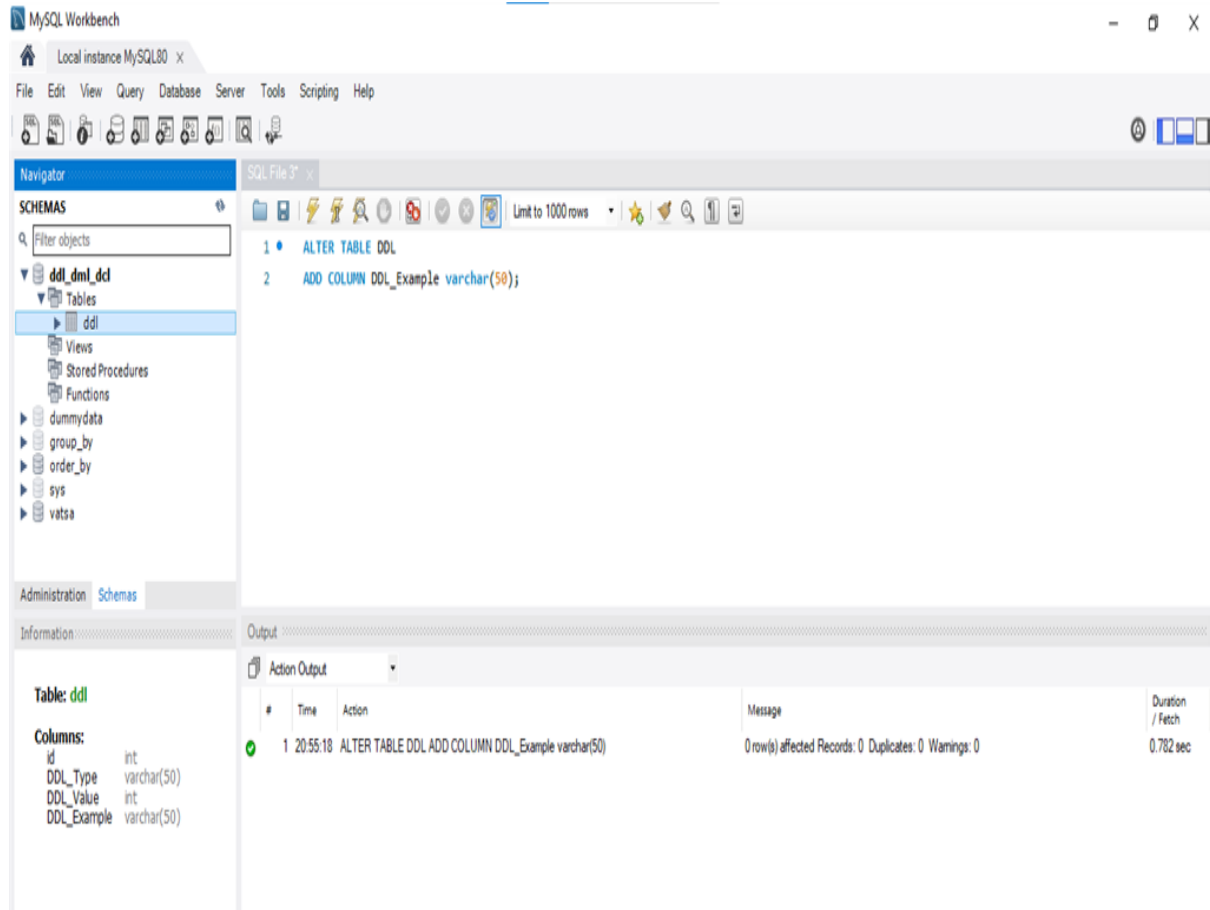 MySQL Workbench
Local instance MySQL80
File Edit View Query Database Server Tools Scripting Help
Navigator
SQL File 3*
SCHEMAS
Limit to 1000 rows
Filter objects
1 ALTER TABLE DDL
2 ADD COLUMN DDL_Example varchar(50);
ddl_dml_dcl
Tables
ddl
Views
Stored Procedures
Functions
dummydata
group_by
order_by
sys
vatsa
Administration Schemas
Information
Output
Action Output
Table: ddl
# Time Action Message Duration / Fetch
1 20:55:18 ALTER TABLE DDL ADD COLUMN DDL_Example varchar(50) 0 row(s) affected Records: 0 Duplicates: 0 Warnings: 0 0.782 sec
Columns:
id int
DDL_Type varchar(50)
DDL_Value int
DDL_Example varchar(50)